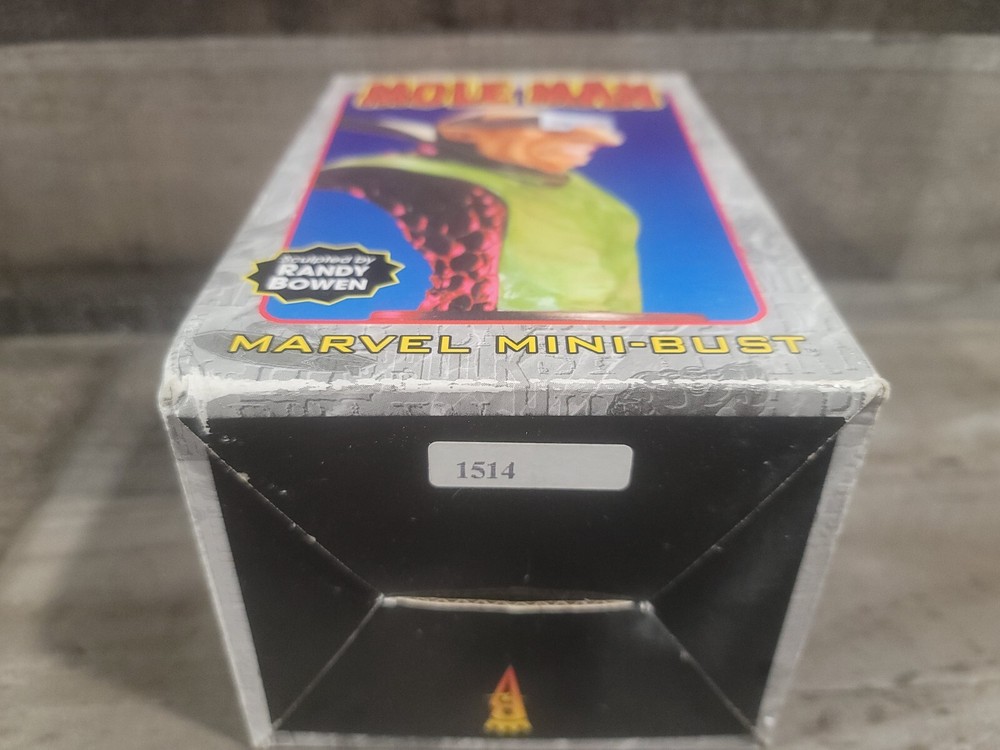 MOLE MAN
Sculpted by
RANDY
BOWEN
MARVEL MINI-BUST
1514